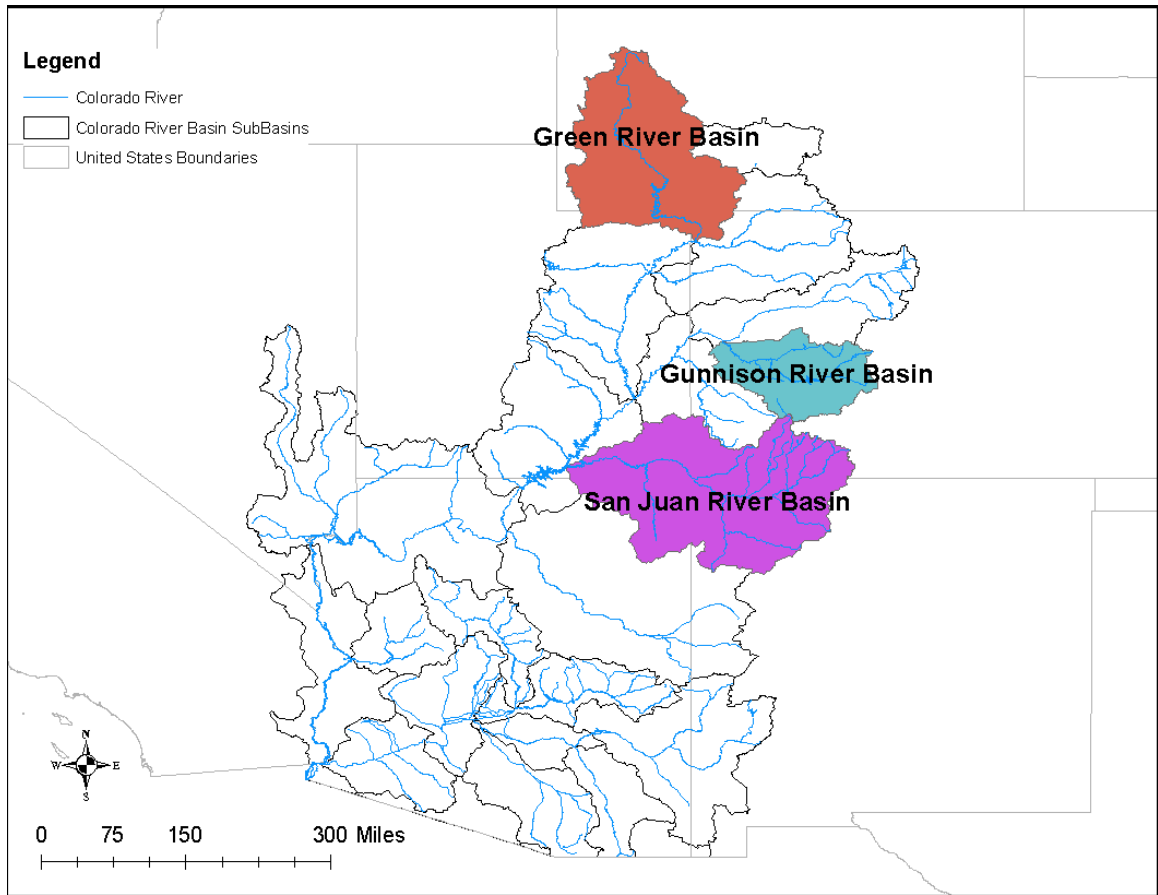 Legend
Colorado River
Colorado River Basin SubBasins
United States Boundaries
Green River Basin
Gunnison River Basin
San Juan River Basin
N
W E
S
0 75 150 300 Miles